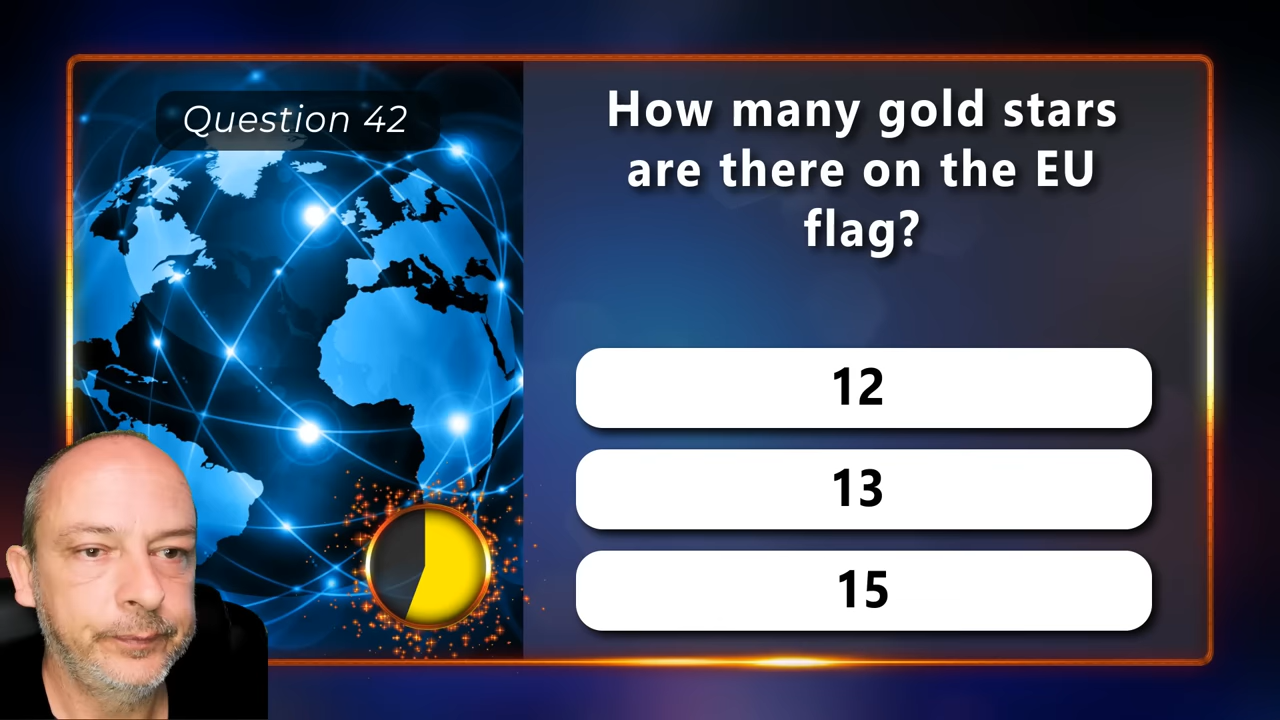 Question 42
How many gold stars
are there on the EU
flag?
12
13
15